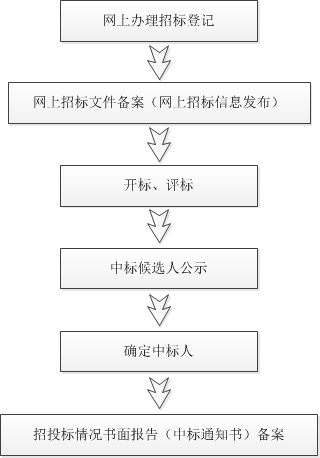 网上办理招标登记
网上招标文件备案（网上招标信息发布）
开标、评标
中标候选人公示
确定中标人
招投标情况书面报告（中标通知书）备案